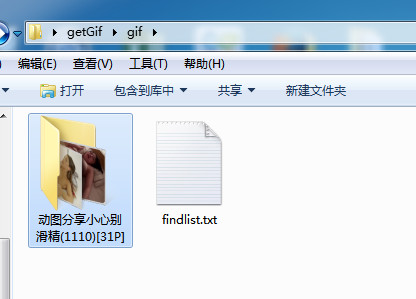 getGif gif
编辑(E) 查看(V) 工具(T) 帮助(H)
打开 包含到库中 共享 新建文件夹
动图分享小心别
滑精(1110)[31P]
findlist.txt